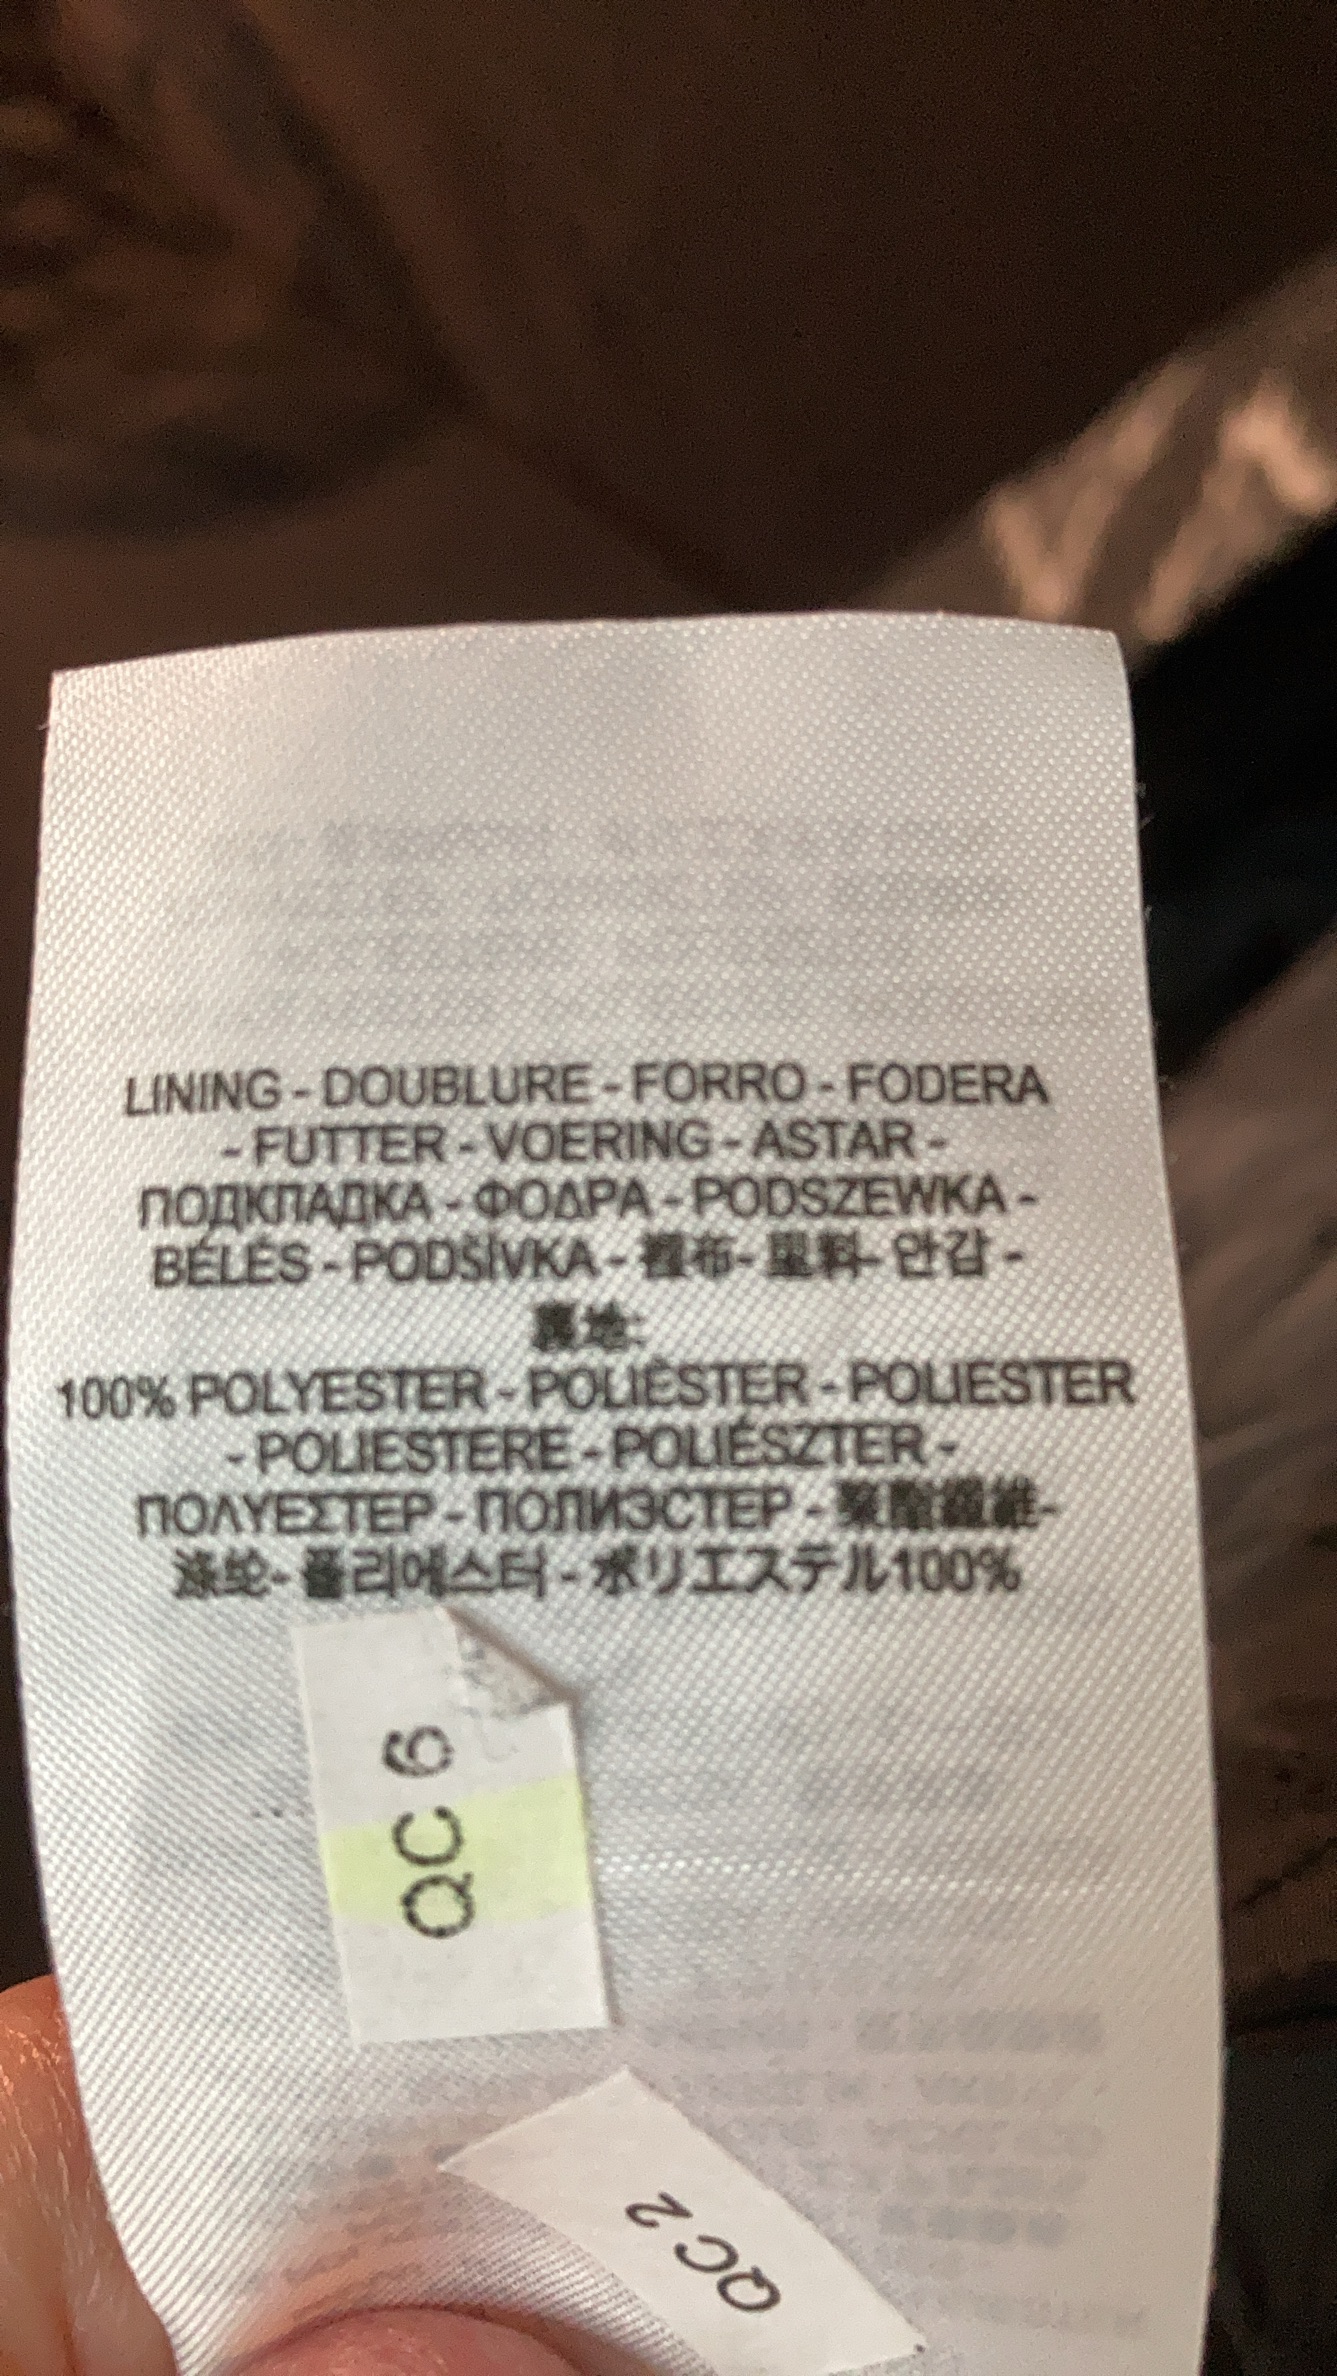 LINING - DOUBLURE - FORRO - FODERA
- FUTTER - VOERING - ASTAR -
ПОДКЛАДКА - ΦΟΔΡΑ - PODSZEWKA -
BÉLÉS - PODŠÍVKA - 裡布- 里料- 안감 -
裏地:
100% POLYESTER - POLIÉSTER - POLIESTER
- POLIESTERE - POLIÉSZTER -
ΠΟΛΥΕΣΤΕΡ - ПОЛИЭСТЕР - 聚酯纖維-
涤纶- 폴리에스터 - ポリエステル100%
QC 6
QC 2